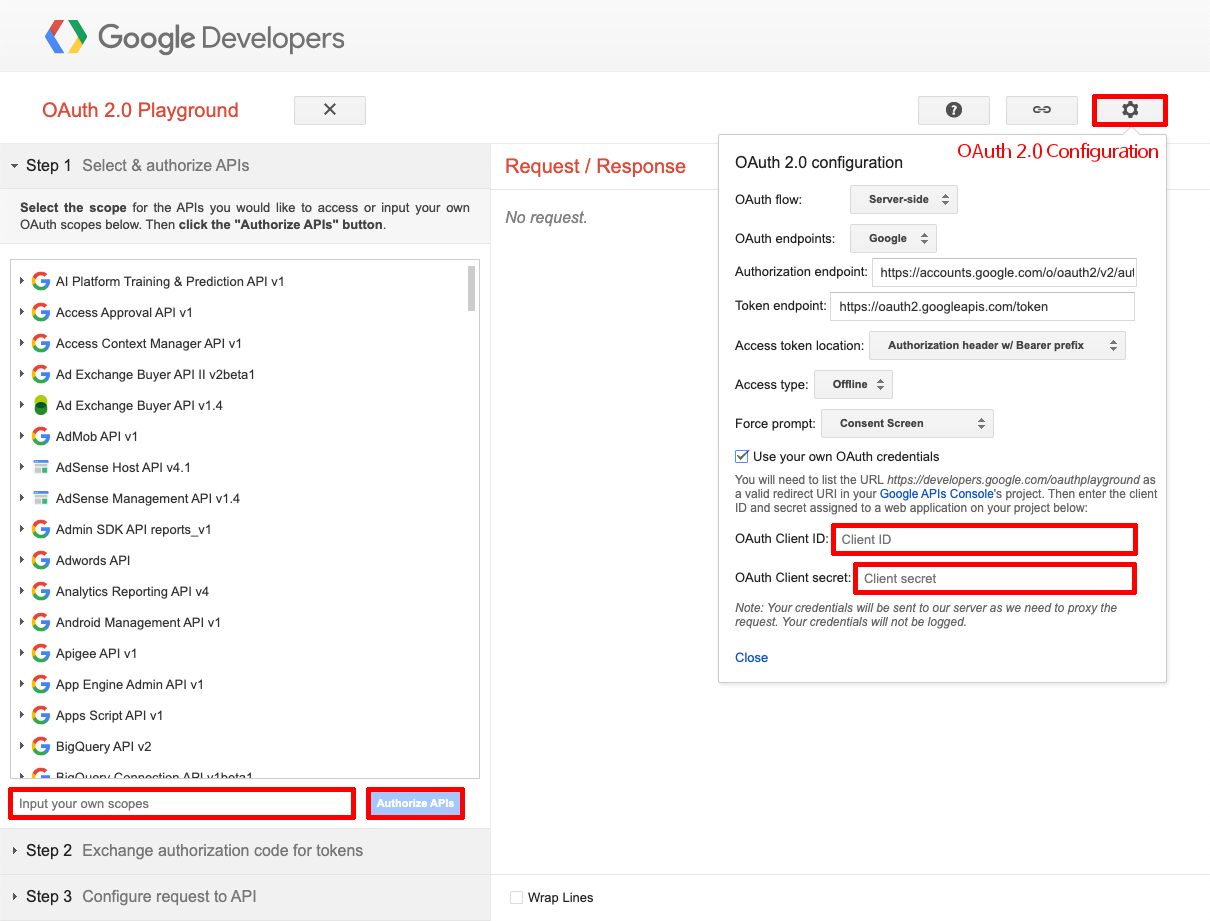 Google Developers
OAuth 2.0 Playground
OAuth 2.0 Configuration
Step 1 Select & authorize APIs
Select the scope for the APIs you would like to access or input your own
OAuth scopes below. Then click the "Authorize APIs" button.
AI Platform Training & Prediction API v1
Access Approval API v1
Access Context Manager API v1
Ad Exchange Buyer API II v2beta1
Ad Exchange Buyer API v1.4
AdMob API v1
AdSense Host API v4.1
AdSense Management API v1.4
Admin SDK API reports_v1
Adwords API
Analytics Reporting API v4
Android Management API v1
Apigee API v1
App Engine Admin API v1
Apps Script API v1
BigQuery API v2
BigQuery Connection API v1beta1
Input your own scopes
Authorize APIs
Step 2 Exchange authorization code for tokens
Step 3 Configure request to API
Request / Response
No request.
Wrap Lines
OAuth 2.0 configuration
OAuth flow: Server-side
OAuth endpoints: Google
Authorization endpoint: https://accounts.google.com/o/oauth2/v2/aut
Token endpoint: https://oauth2.googleapis.com/token
Access token location: Authorization header w/ Bearer prefix
Access type: Offline
Force prompt: Consent Screen
Use your own OAuth credentials
You will need to list the URL https://developers.google.com/oauthplayground as
a valid redirect URI in your Google APIs Console's project. Then enter the client
ID and secret assigned to a web application on your project below:
OAuth Client ID: Client ID
OAuth Client secret: Client secret
Note: Your credentials will be sent to our server as we need to proxy the
request. Your credentials will not be logged.
Close